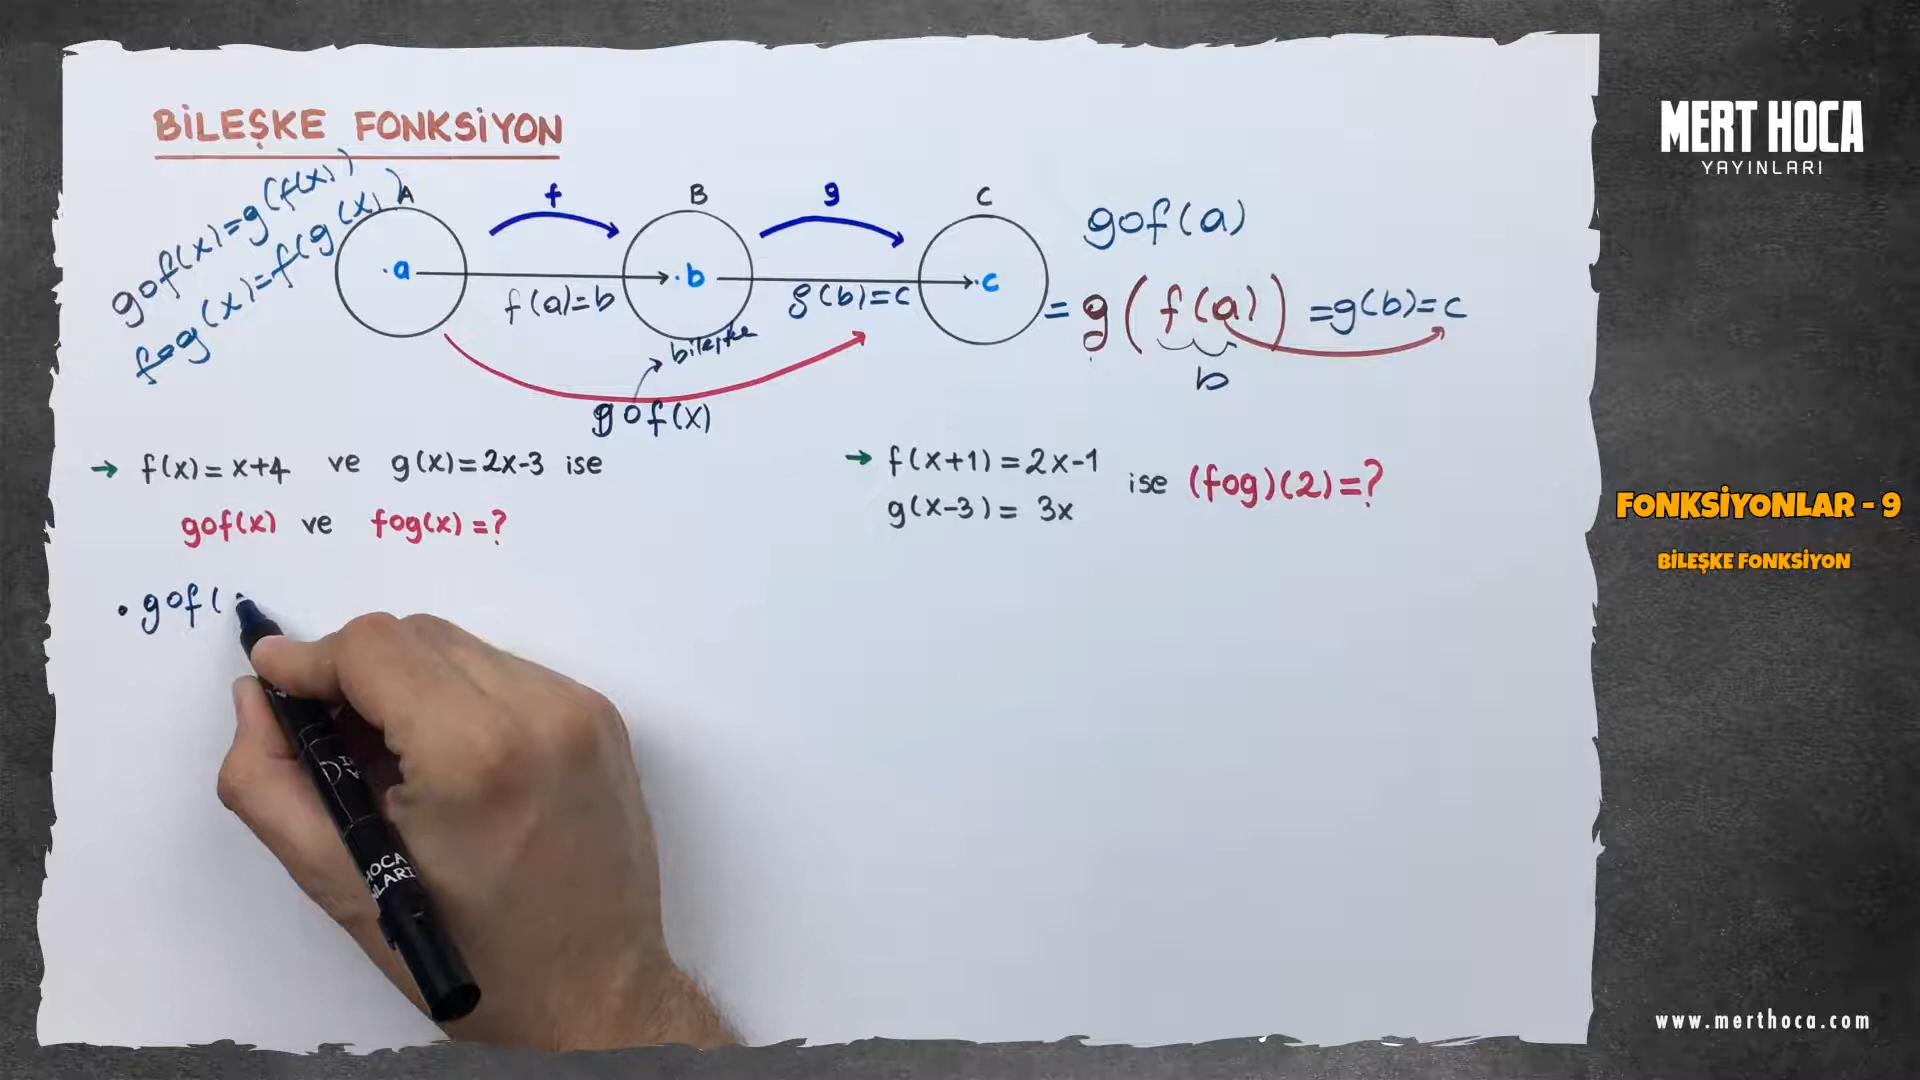 BİLEŞKE FONKSİYON
gof(x)=g(f(x))
fog(x)=f(g(x))
A f B g C
.a .b .c
f(a)=b g(b)=c
bileşke
gof(x)
gof(a)
=g(f(a))=g(b)=c
b
→ f(x)=x+4 ve g(x)=2x-3 ise
gof(x) ve fog(x)=?
→ f(x+1)=2x-1
g(x-3)= 3x
ise (fog)(2)=?
. gof(
HOCA
MERT HOCA
YAYINLARI
FONKSİYONLAR - 9
BİLEŞKE FONKSİYON
www.merthoca.com